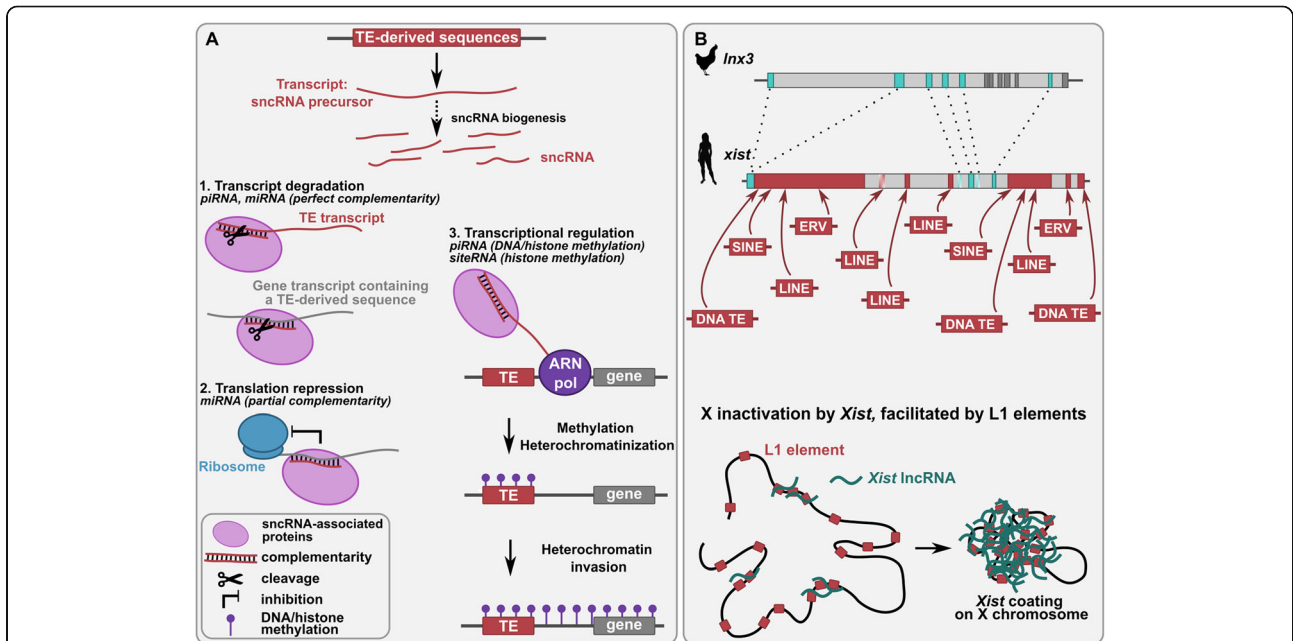 A
TE-derived sequences
Transcript:
sncRNA precursor
sncRNA biogenesis
sncRNA
1. Transcript degradation
piRNA, miRNA (perfect complementarity)
TE transcript
Gene transcript containing
a TE-derived sequence
2. Translation repression
miRNA (partial complementarity)
Ribosome
3. Transcriptional regulation
piRNA (DNA/histone methylation)
siteRNA (histone methylation)
ARN
pol
TE
gene
Methylation
Heterochromatinization
TE
gene
Heterochromatin
invasion
TE
gene
sncRNA-associated
proteins
complementarity
cleavage
inhibition
DNA/histone
methylation
B
lnx3
xist
ERV
LINE
ERV
SINE
LINE
SINE
LINE
LINE
LINE
DNA TE
DNA TE
DNA TE
X inactivation by Xist, facilitated by L1 elements
L1 element
Xist lncRNA
Xist coating
on X chromosome